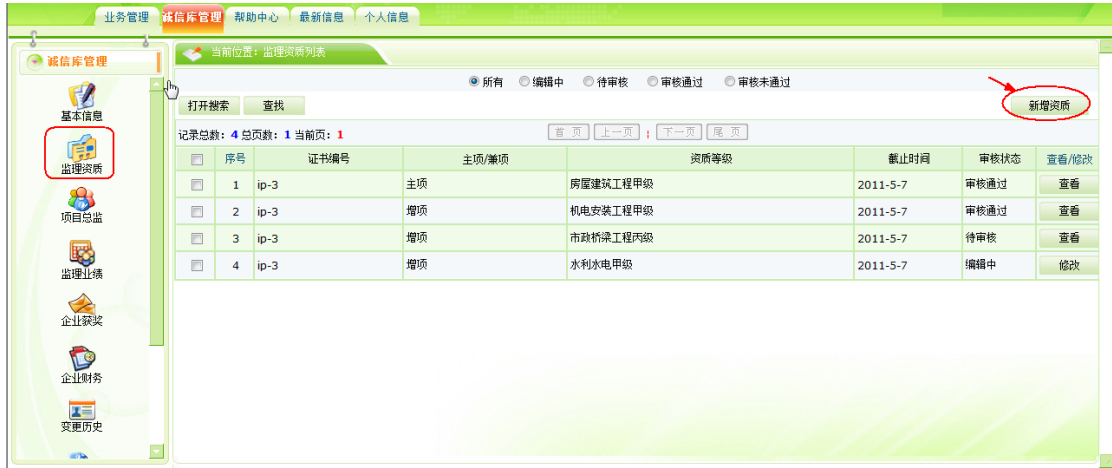 业务管理 诚信库管理 帮助中心 最新信息 个人信息
诚信库管理
当前位置：监理资质列表
所有 编辑中 待审核 审核通过 审核未通过
基本信息
打开搜索 查找 新增资质
记录总数：4 总页数：1 当前页：1 首 页 上一页 1 下一页 尾 页
监理资质
序号 证书编号 主项/兼项 资质等级 截止时间 审核状态 查看/修改
1 ip-3 主项 房屋建筑工程甲级 2011-5-7 审核通过 查看
2 ip-3 增项 机电安装工程甲级 2011-5-7 审核通过 查看
项目总监
3 ip-3 增项 市政桥梁工程丙级 2011-5-7 待审核 查看
4 ip-3 增项 水利水电甲级 2011-5-7 编辑中 修改
监理业绩
企业获奖
企业财务
变更历史